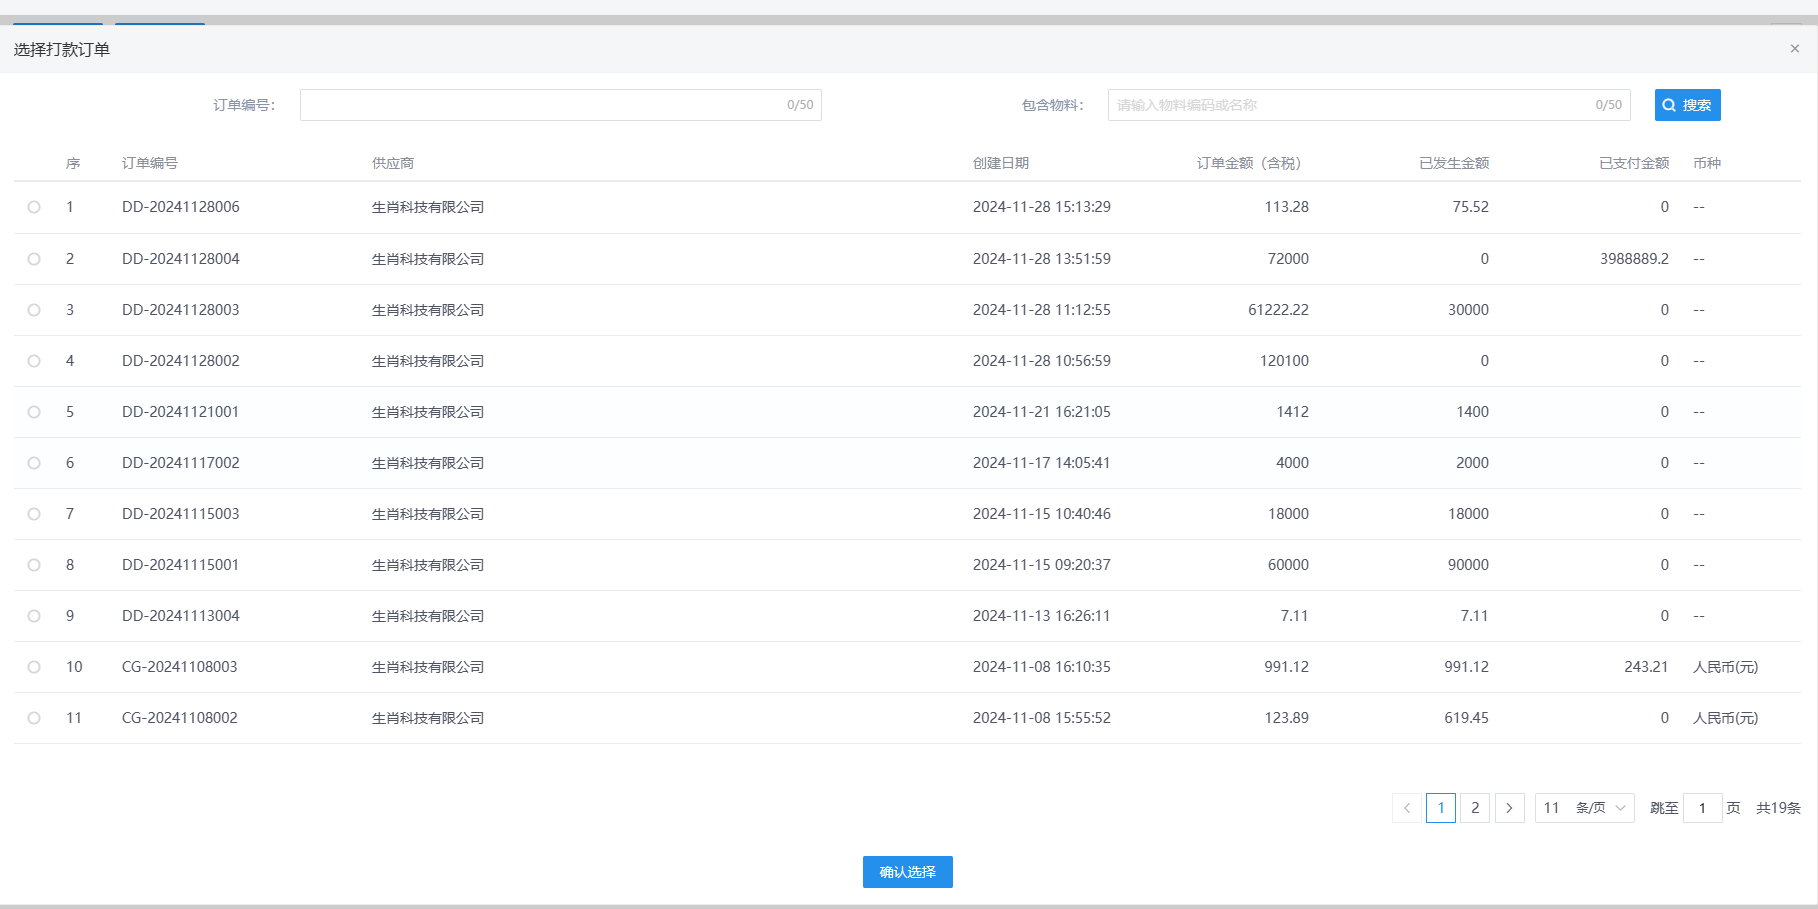 选择打款订单 ×
订单编号： 0/50 包含物料： 请输入物料编码或名称 0/50 搜索
序 订单编号 供应商 创建日期 订单金额（含税） 已发生金额 已支付金额 币种
1 DD-20241128006 生肖科技有限公司 2024-11-28 15:13:29 113.28 75.52 0 --
2 DD-20241128004 生肖科技有限公司 2024-11-28 13:51:59 72000 0 3988889.2 --
3 DD-20241128003 生肖科技有限公司 2024-11-28 11:12:55 61222.22 30000 0 --
4 DD-20241128002 生肖科技有限公司 2024-11-28 10:56:59 120100 0 0 --
5 DD-20241121001 生肖科技有限公司 2024-11-21 16:21:05 1412 1400 0 --
6 DD-20241117002 生肖科技有限公司 2024-11-17 14:05:41 4000 2000 0 --
7 DD-20241115003 生肖科技有限公司 2024-11-15 10:40:46 18000 18000 0 --
8 DD-20241115001 生肖科技有限公司 2024-11-15 09:20:37 60000 90000 0 --
9 DD-20241113004 生肖科技有限公司 2024-11-13 16:26:11 7.11 7.11 0 --
10 CG-20241108003 生肖科技有限公司 2024-11-08 16:10:35 991.12 991.12 243.21 人民币(元)
11 CG-20241108002 生肖科技有限公司 2024-11-08 15:55:52 123.89 619.45 0 人民币(元)
1 2 11 条/页 跳至 1 页 共19条
确认选择